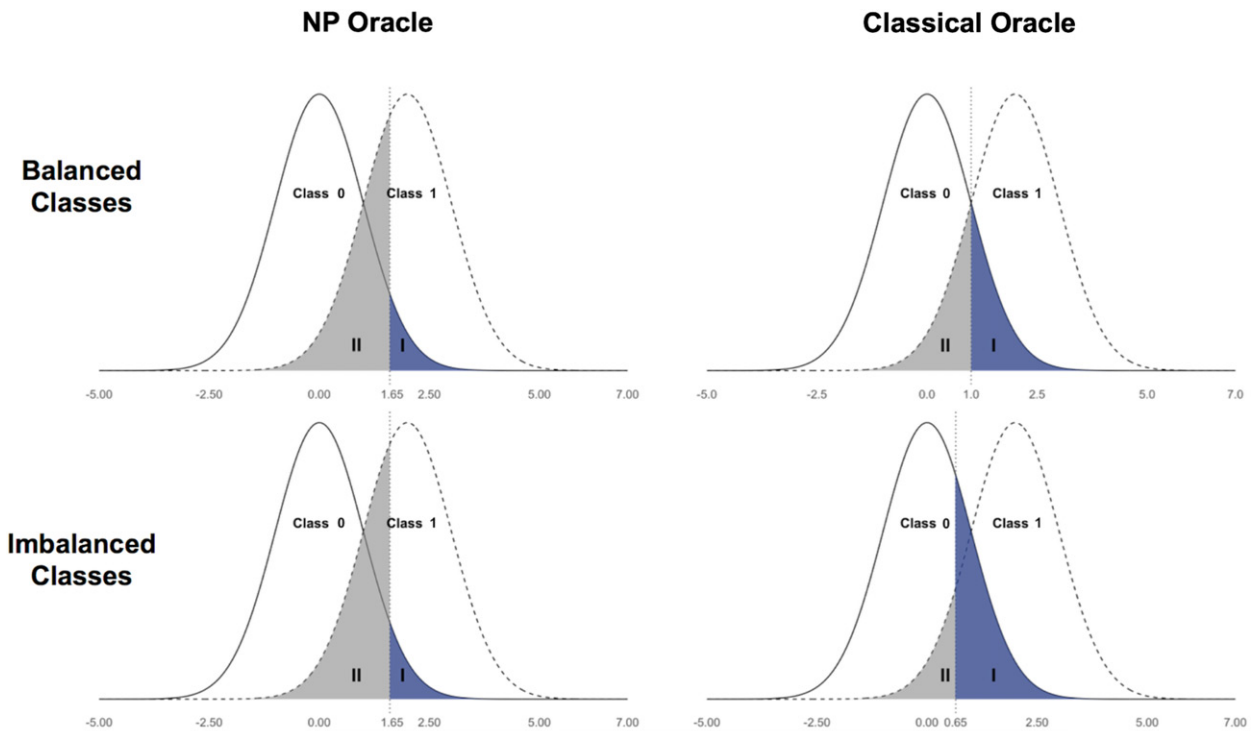 NP Oracle
Classical Oracle
Balanced
Classes
Class 0
Class 1
II
I
-5.00 -2.50 0.00 1.65 2.50 5.00 7.00
Class 0
Class 1
II
I
-5.0 -2.5 0.0 1.0 2.5 5.0 7.0
Imbalanced
Classes
Class 0
Class 1
II
I
-5.00 -2.50 0.00 1.65 2.50 5.00 7.00
Class 0
Class 1
II
I
-5.00 -2.50 0.00 0.65 2.50 5.00 7.00